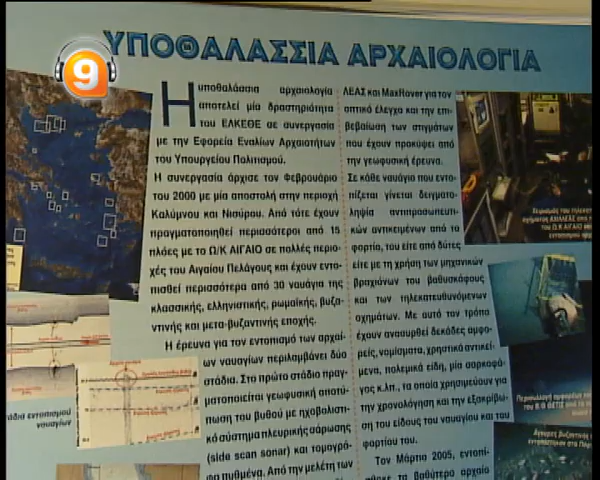 9
ΥΠΟΘΑΛΑΣΣΙΑ ΑΡΧΑΙΟΛΟΓΙΑ
Η υποθαλάσσια αρχαιολογία
αποτελεί μία δραστηριότητα
του ΕΛΚΕΘΕ σε συνεργασία
με την Εφορεία Εναλίων Αρχαιοτήτων
του Υπουργείου Πολιτισμού.
Η συνεργασία άρχισε τον Φεβρουάριο
του 2000 με μία αποστολή στην περιοχή
Καλύμνου και Νισύρου. Από τότε έχουν
πραγματοποιηθεί περισσότεροι από 15
πλόες με το Ω/Κ ΑΙΓΑΙΟ σε πολλές περιο-
χές του Αιγαίου Πελάγους και έχουν εντο-
πισθεί περισσότερα από 30 ναυάγια της
κλασσικής, ελληνιστικής, ρωμαϊκής, βυζα-
ντινής και μετα-βυζαντινής εποχής.
Η έρευνα για τον εντοπισμό των αρχαί-
ων ναυαγίων περιλαμβάνει δύο
στάδια. Στο πρώτο στάδιο πραγ-
ματοποιείται γεωφυσική αποτύ-
πωση του βυθού με ηχοβολιστι-
κό σύστημα πλευρικής σάρωσης
(side scan sonar) και τομογρά-
φο πυθμένα. Από την μελέτη των
ΛΕΑΣ και MaxRover για τον
οπτικό έλεγχο και την επι-
βεβαίωση των στιγμάτων
που έχουν προκύψει από
την γεωφυσική έρευνα.
Σε κάθε ναυάγιο που εντο-
πίζεται γίνεται δειγματο-
ληψία αντιπροσωπευτι-
κών αντικειμένων από το
φορτίο, του είτε από δύτες
είτε με τη χρήση των μηχανικών
βραχιόνων του βαθυσκάφους
και των τηλεκατευθυνόμενων
οχημάτων. Με αυτό τον τρόπο
έχουν ανασυρθεί δεκάδες αμφο-
ρείς, νομίσματα, χρηστικά αντικεί-
μενα, πολεμικά είδη, μία σαρκοφά-
γος κ.λπ., τα οποία χρησιμεύουν για
την χρονολόγηση και την εξακρίβω-
ση του είδους του ναυαγίου και του
φορτίου του.
Τον Μάρτιο 2005, εντοπί-
τα βαθύτερα αρχαίο
στάδια εντοπισμού
ναυαγίων
του Ω/Κ ΑΙΓΑΙΟ